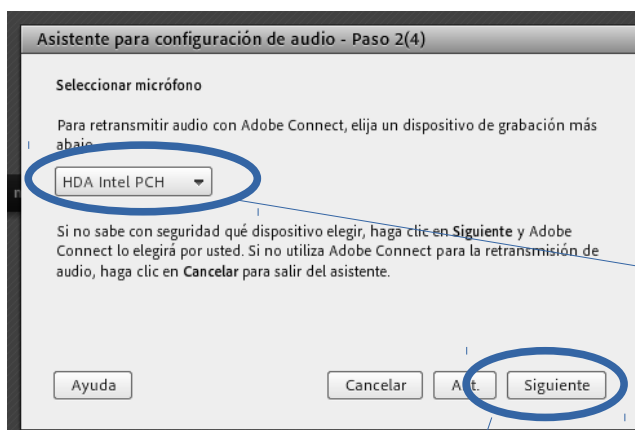 Asistente para configuración de audio - Paso 2(4)
Seleccionar micrófono
Para retransmitir audio con Adobe Connect, elija un dispositivo de grabación más
abajo
HDA Intel PCH
Si no sabe con seguridad qué dispositivo elegir, haga clic en Siguiente y Adobe
Connect lo elegirá por usted. Si no utiliza Adobe Connect para la retransmisión de
audio, haga clic en Cancelar para salir del asistente.
Ayuda
Cancelar
Siguiente